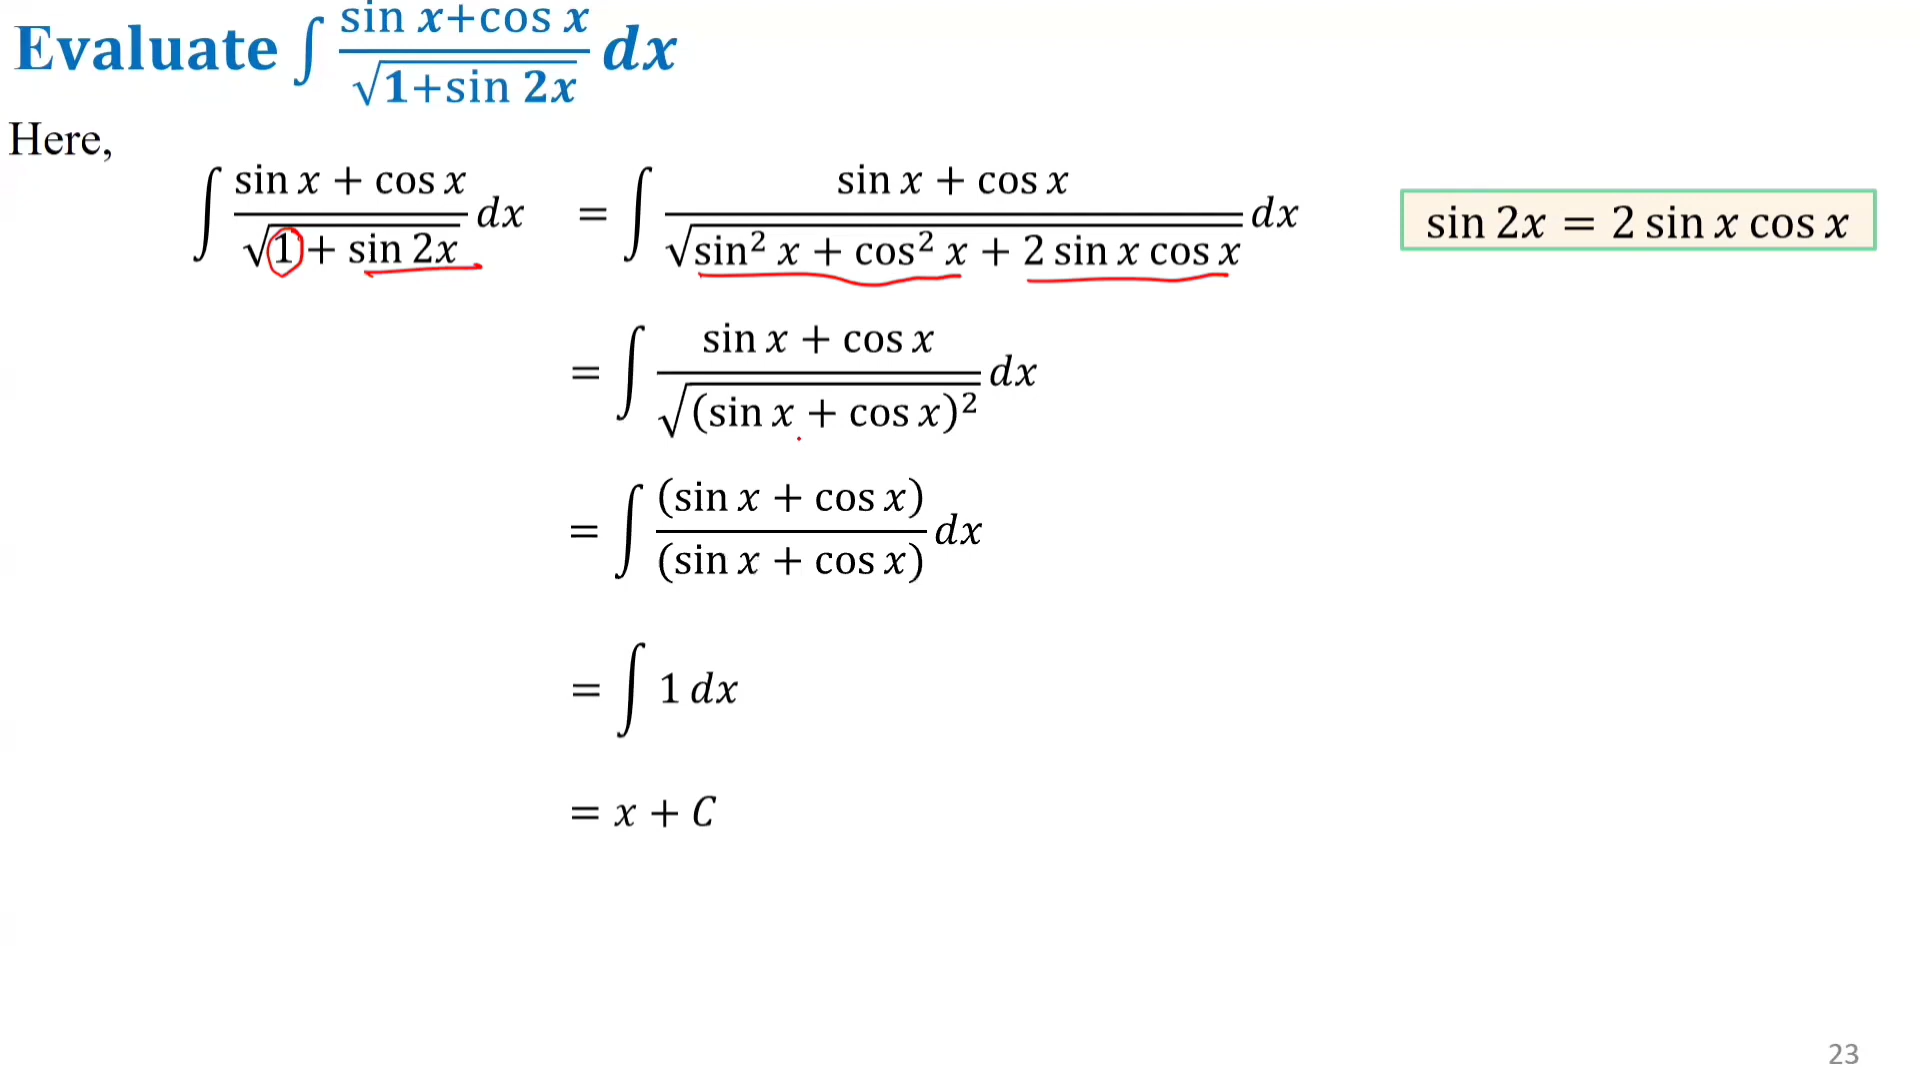 Evaluate ∫ (sin x+cos x)/(√(1+sin 2x)) dx
Here,
∫ (sin x + cos x)/(√(1 + sin 2x)) dx = ∫ (sin x + cos x)/(√(sin² x + cos² x + 2 sin x cos x)) dx
sin 2x = 2 sin x cos x
= ∫ (sin x + cos x)/(√((sin x + cos x)²)) dx
= ∫ (sin x + cos x)/(sin x + cos x) dx
= ∫ 1 dx
= x + C
23